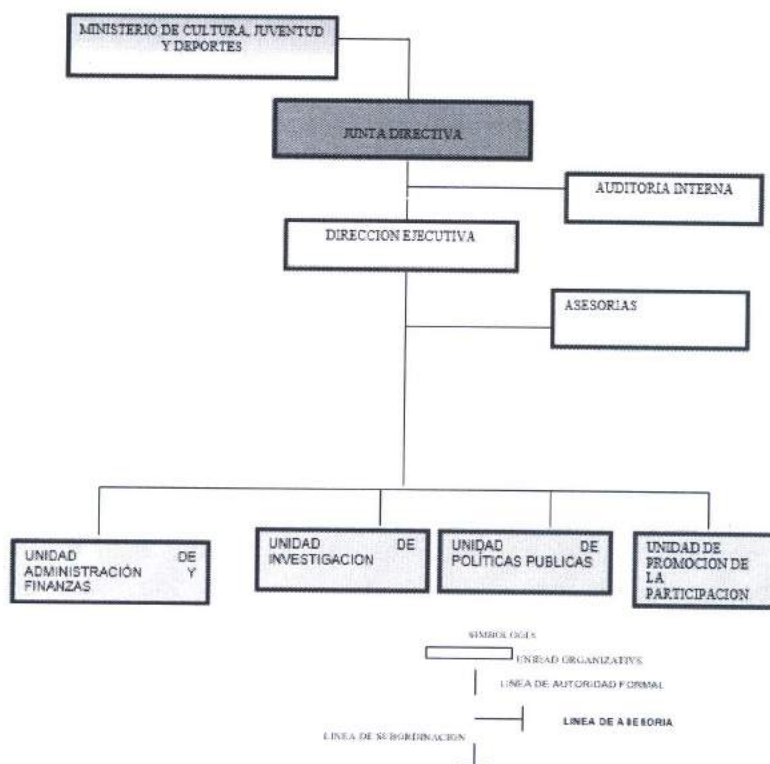 MINISTERIO DE CULTURA, JUVENTUD
Y DEPORTES
JUNTA DIRECTIVA
AUDITORIA INTERNA
DIRECCION EJECUTIVA
ASESORIAS
UNIDAD DE
ADMINISTRACIÓN Y
FINANZAS
UNIDAD DE
INVESTIGACION
UNIDAD DE
POLÍTICAS PUBLICAS
UNIDAD DE
PROMOCION DE
LA
PARTICIPACION
SIMBOLOGIA
UNIDAD ORGANIZATIVE
LINEA DE AUTORIDAD FORMAL
LINEA DE ASESORIA
LINEA DE SUBORDINACION